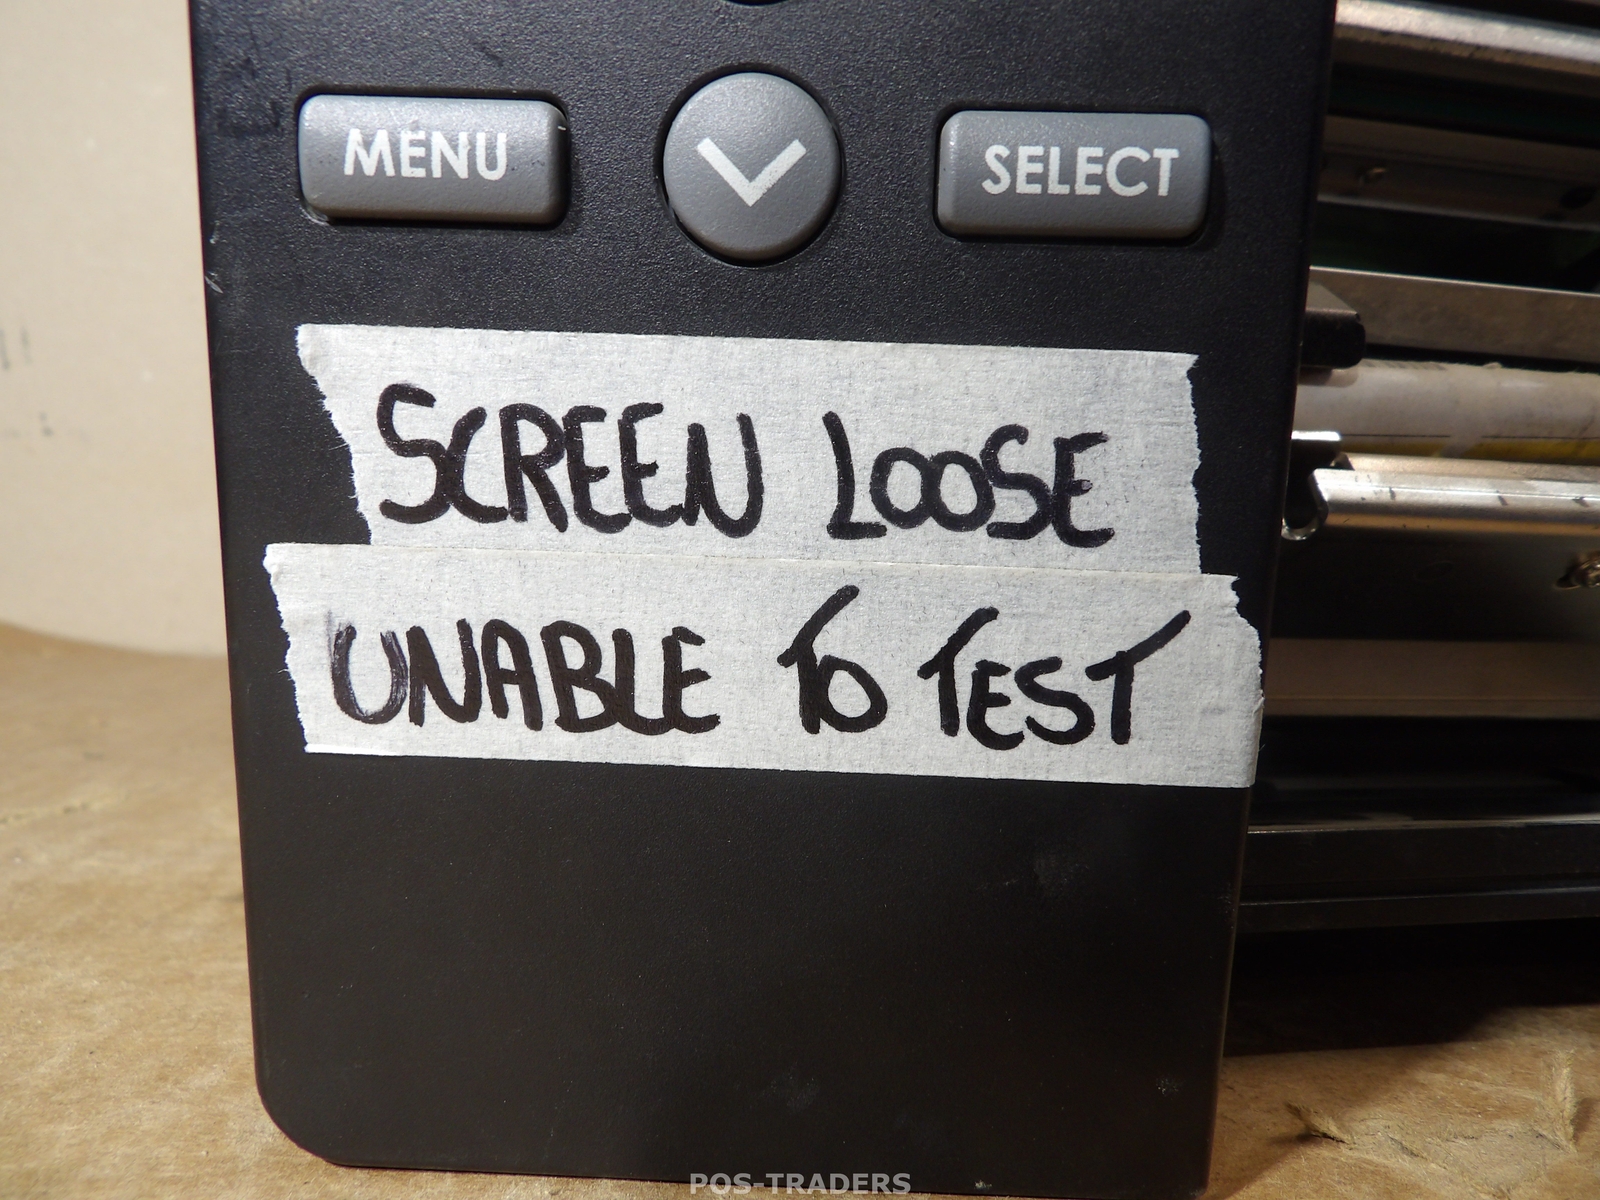 MENU SELECT
SCREEN LOOSE
UNABLE TO TEST
POS-TRADERS